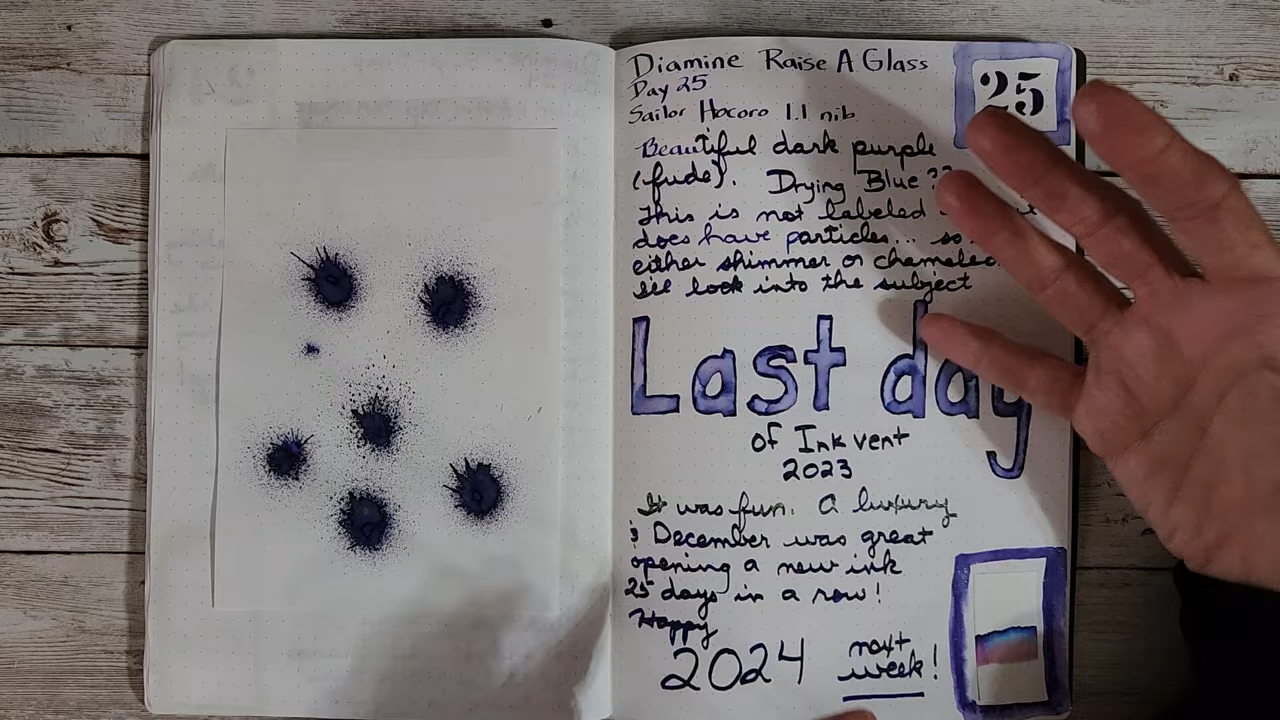 Diamine Raise A Glass
Day 25
25
Sailor Hocoro 1.1 nib
Beautiful dark purple
(fude). Drying Blue??
This is not labeled
does have particles... so
either shimmer or
look into the subject
Last day
of Inkvent
2023
It was fun. A luxury
& December was great
opening a new ink
25 days in a row!
Happy
2024 next
week!